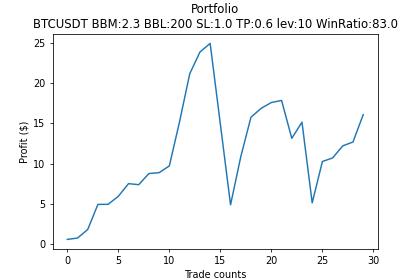 Portfolio
BTCUSDT BBM:2.3 BBL:200 SL:1.0 TP:0.6 lev:10 WinRatio:83.0
25
20
15
10
5
0
Profit ($)
0 5 10 15 20 25 30
Trade counts